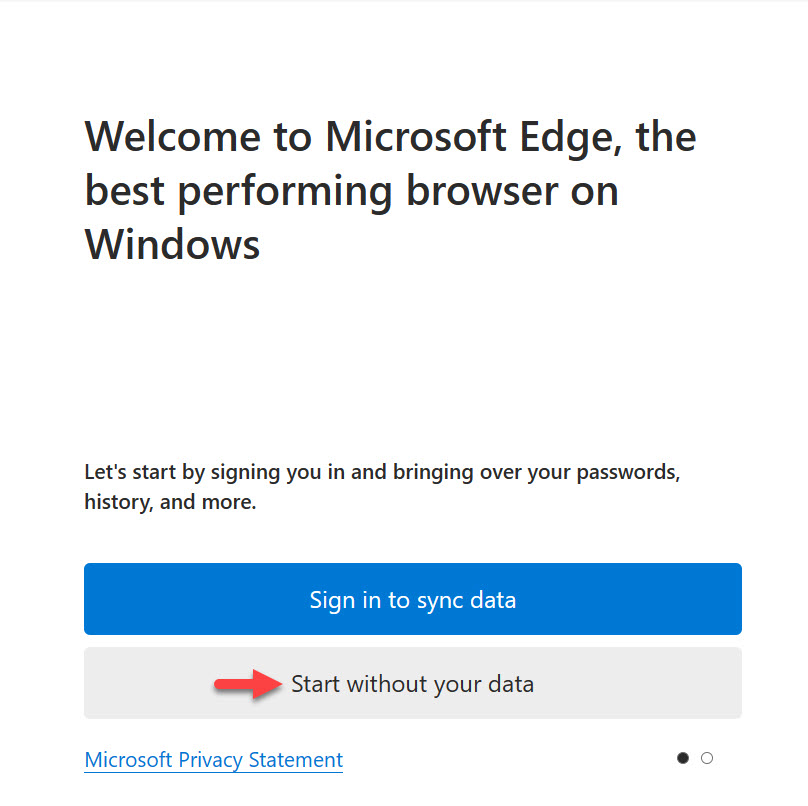 Welcome to Microsoft Edge, the
best performing browser on
Windows
Let's start by signing you in and bringing over your passwords,
history, and more.
Sign in to sync data
Start without your data
Microsoft Privacy Statement